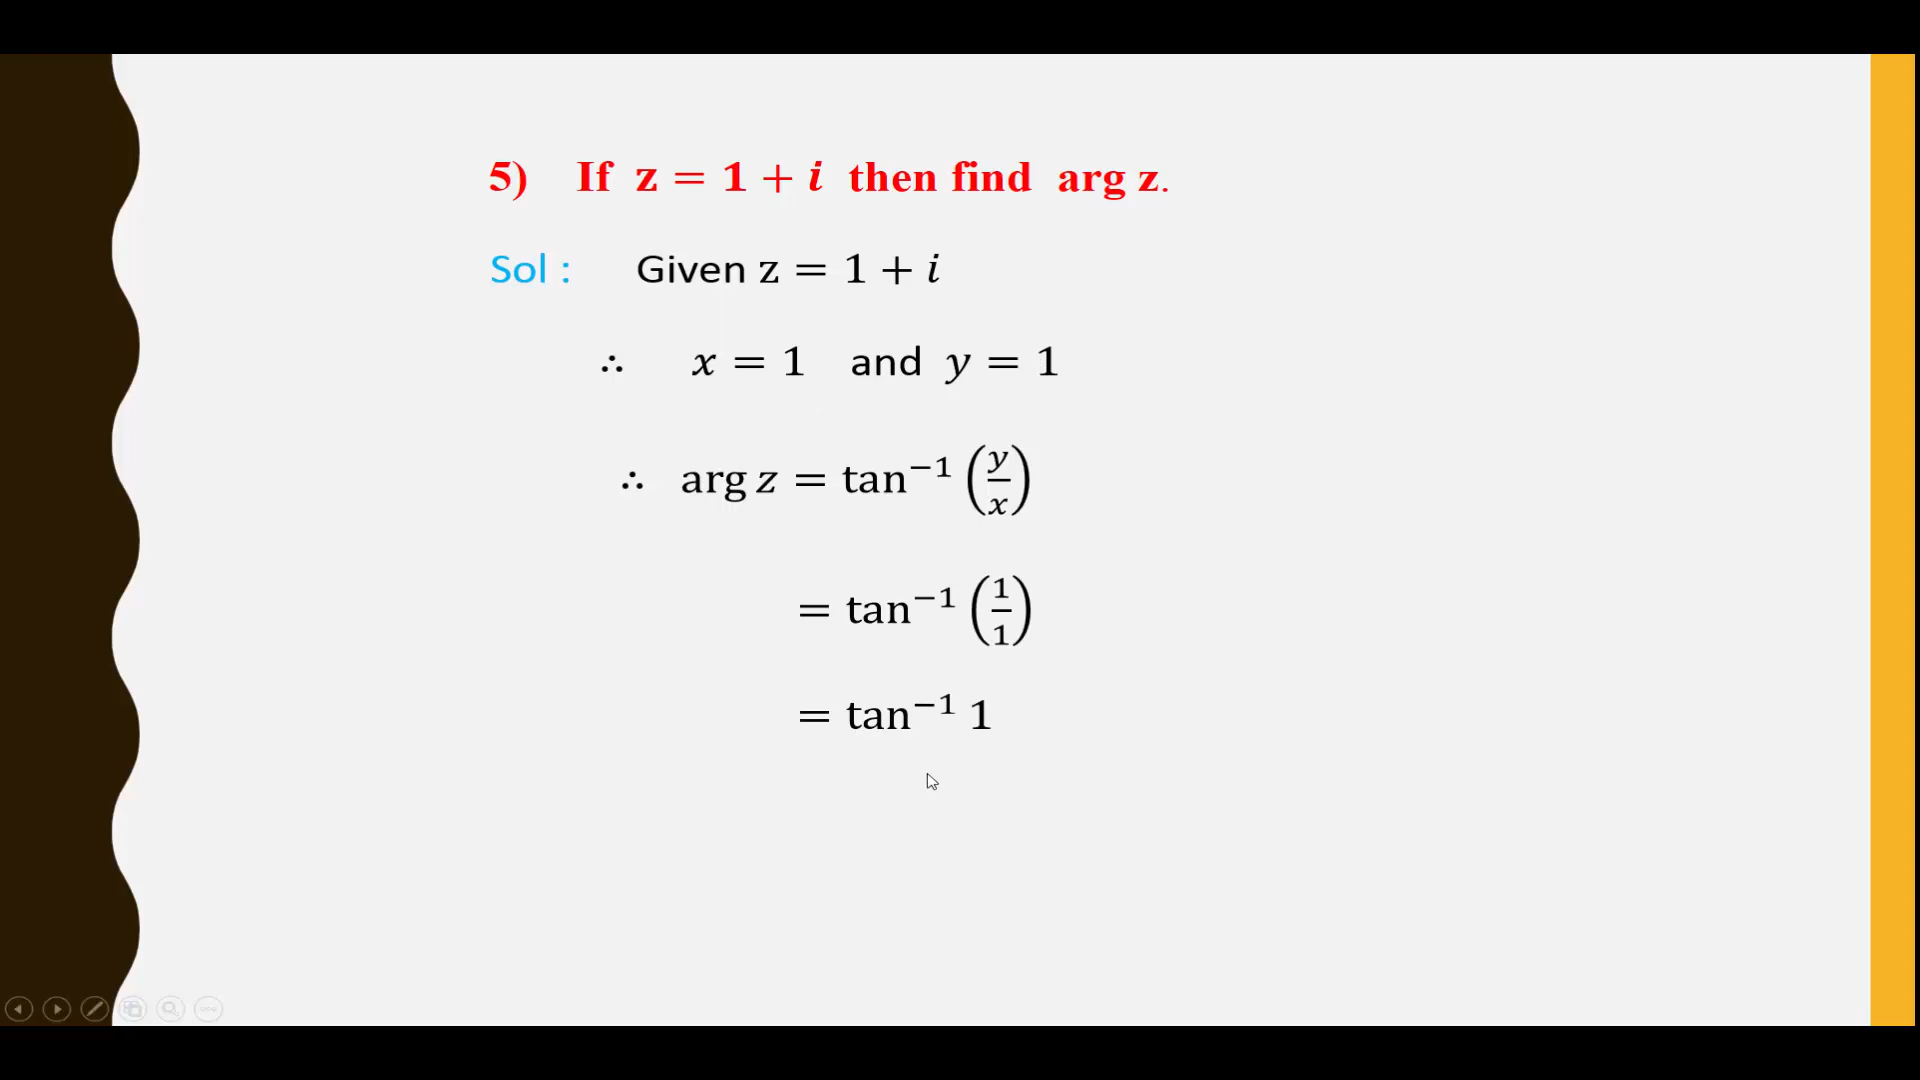 5) If z = 1 + i then find arg z.
Sol : Given z = 1 + i
∴ x = 1 and y = 1
∴ arg z = tan⁻¹ (y/x)
= tan⁻¹ (1/1)
= tan⁻¹ 1